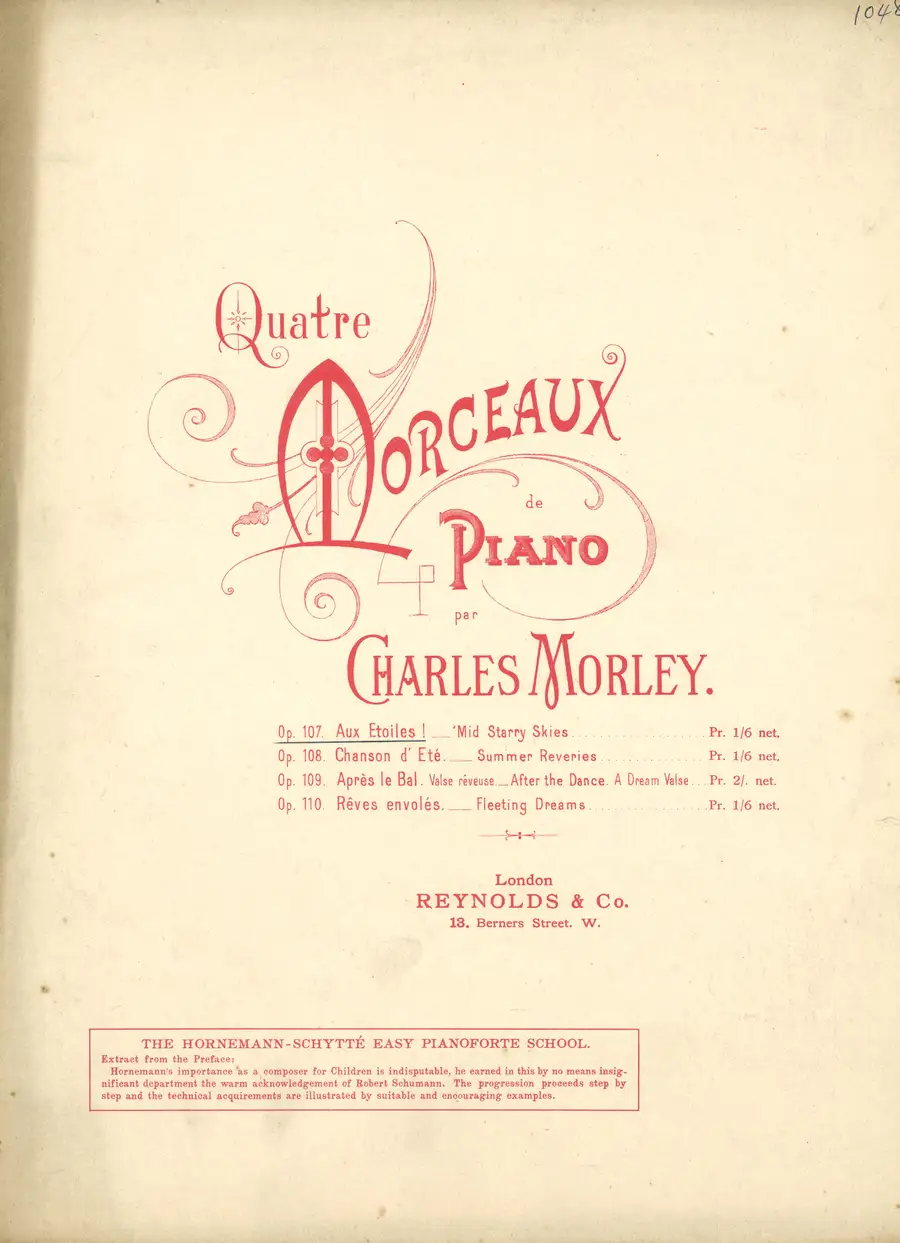 1048
Quatre
Morceaux
de
Piano
par
Charles Morley.
Op. 107. Aux Etoiles ! __ 'Mid Starry Skies. Pr. 1/6 net.
Op. 108. Chanson d' Eté. __ Summer Reveries Pr. 1/6 net.
Op. 109. Après le Bal. Valse rêveuse __ After the Dance. A Dream Valse... Pr. 2/. net.
Op. 110. Rêves envolés. __ Fleeting Dreams Pr. 1/6 net.
London
REYNOLDS & Co.
13. Berners Street. W.
THE HORNEMANN-SCHYTTÉ EASY PIANOFORTE SCHOOL.
Extract from the Preface:
Hornemann's importance as a composer for Children is indisputable, he earned in this by no means insig-
nificant department the warm acknowledgement of Robert Schumann. The progression proceeds step by
step and the technical acquirements are illustrated by suitable and encouraging examples.